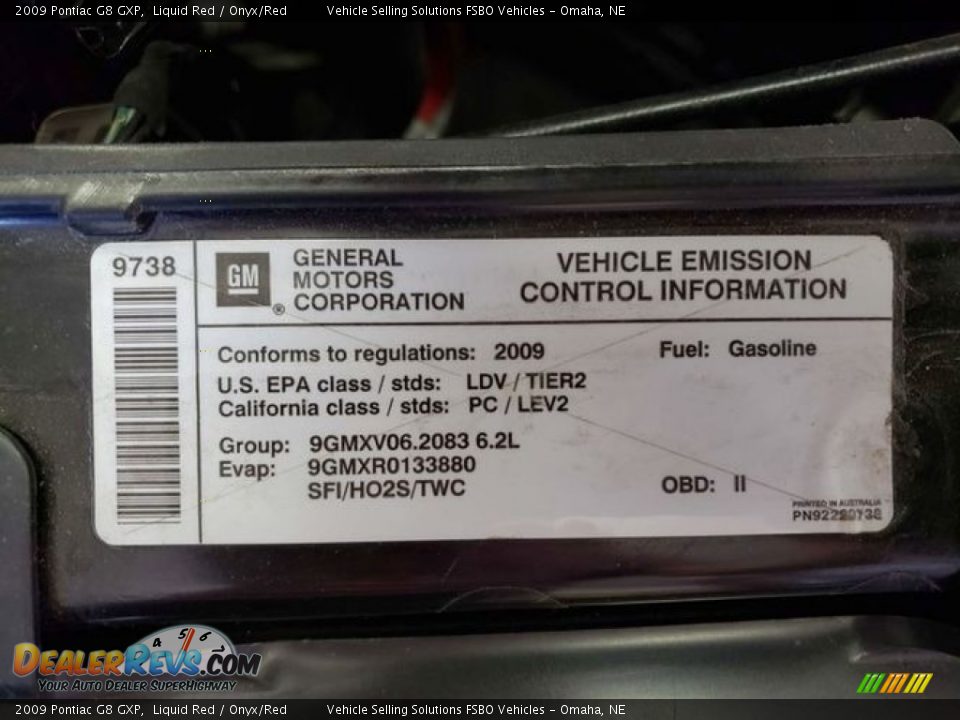 2009 Pontiac G8 GXP, Liquid Red / Onyx/Red Vehicle Selling Solutions FSBO Vehicles - Omaha, NE
9738
GM
®
GENERAL
MOTORS
CORPORATION
VEHICLE EMISSION
CONTROL INFORMATION
Conforms to regulations: 2009
Fuel: Gasoline
U.S. EPA class / stds: LDV / TIER2
California class / stds: PC / LEV2
Group: 9GMXV06.2083 6.2L
Evap: 9GMXR0133880
SFI/HO2S/TWC
OBD: II
PRINTED IN AUSTRALIA
4 5 6
DEALERREVS.COM
YOUR AUTO DEALER SUPERHIGHWAY
2009 Pontiac G8 GXP, Liquid Red / Onyx/Red Vehicle Selling Solutions FSBO Vehicles - Omaha, NE